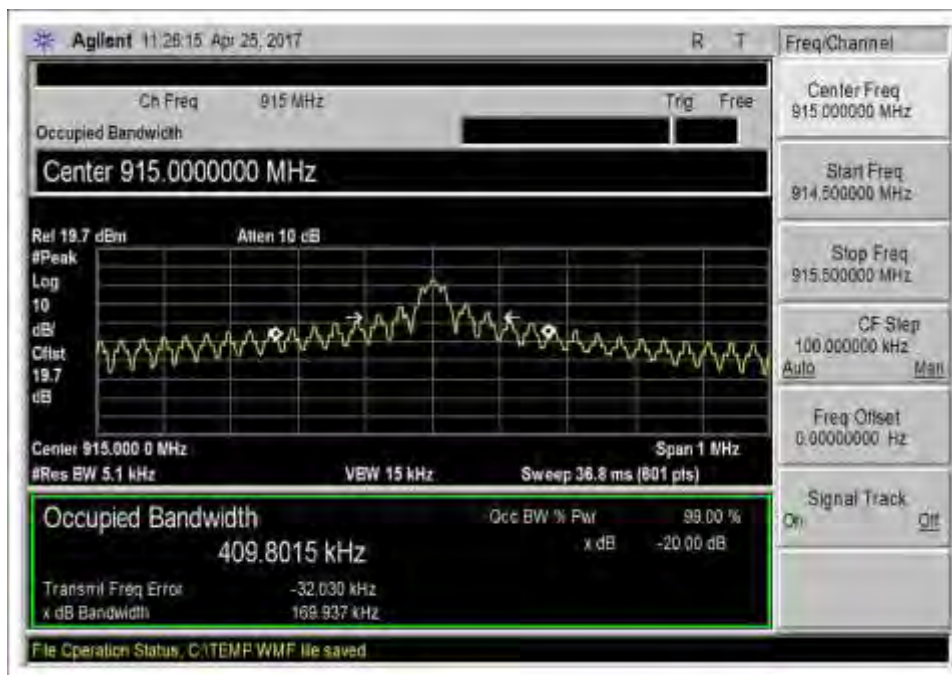 Agilent 11:26:15 Apr 25, 2017 R T
Freq/Channel
Ch Freq 915 MHz Trig Free
Occupied Bandwidth
Center 915.0000000 MHz
Ref 19.7 dBm Atten 10 dB
#Peak
Log
10
dB/
Offst
19.7
dB
Center 915.000 0 MHz Span 1 MHz
#Res BW 5.1 kHz VBW 15 kHz Sweep 36.8 ms (601 pts)
Occupied Bandwidth
409.8015 kHz
Occ BW % Pwr 99.00 %
x dB -20.00 dB
Transmit Freq Error -32.030 kHz
x dB Bandwidth 169.937 kHz
File Operation Status, C:\TEMP.WMF file saved
Center Freq
915.000000 MHz
Start Freq
914.500000 MHz
Stop Freq
915.500000 MHz
CF Step
100.000000 kHz
Auto Man
Freq Offset
0.00000000 Hz
Signal Track
On Off